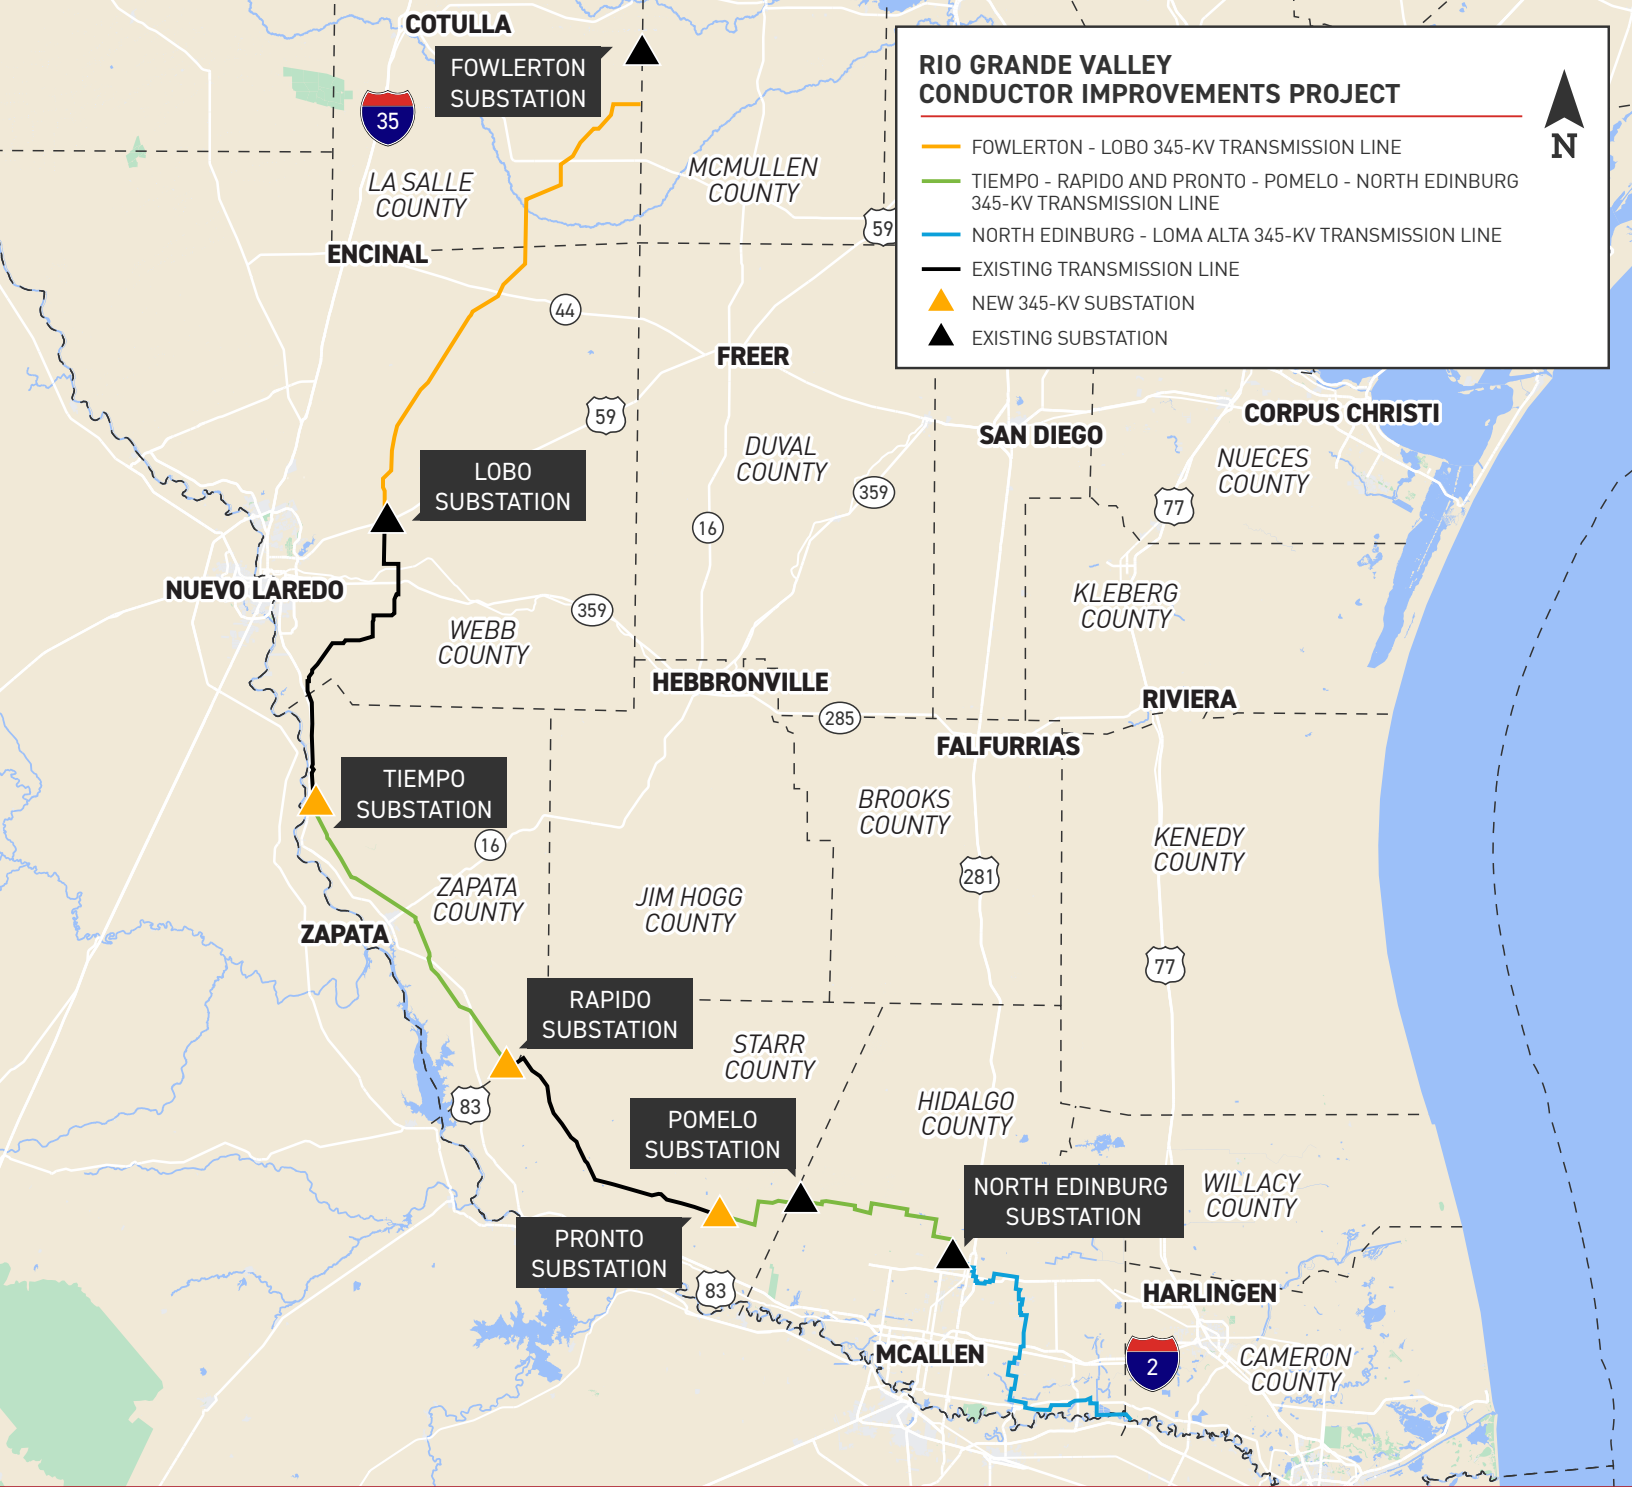 COTULLA
FOWLERTON
SUBSTATION
35
LA SALLE
COUNTY
MCMULLEN
COUNTY
59
ENCINAL
44
RIO GRANDE VALLEY
CONDUCTOR IMPROVEMENTS PROJECT
N
FOWLERTON - LOBO 345-KV TRANSMISSION LINE
TIEMPO - RAPIDO AND PRONTO - POMELO - NORTH EDINBURG
345-KV TRANSMISSION LINE
NORTH EDINBURG - LOMA ALTA 345-KV TRANSMISSION LINE
EXISTING TRANSMISSION LINE
NEW 345-KV SUBSTATION
EXISTING SUBSTATION
FREER
59
CORPUS CHRISTI
SAN DIEGO
DUVAL
COUNTY
NUECES
COUNTY
LOBO
SUBSTATION
359
77
16
NUEVO LAREDO
359
KLEBERG
COUNTY
WEBB
COUNTY
HEBBRONVILLE
RIVIERA
285
FALFURRIAS
TIEMPO
SUBSTATION
BROOKS
COUNTY
16
KENEDY
COUNTY
281
ZAPATA
COUNTY
JIM HOGG
COUNTY
ZAPATA
77
RAPIDO
SUBSTATION
STARR
COUNTY
83
HIDALGO
COUNTY
POMELO
SUBSTATION
NORTH EDINBURG
SUBSTATION
WILLACY
COUNTY
PRONTO
SUBSTATION
83
HARLINGEN
MCALLEN
2
CAMERON
COUNTY